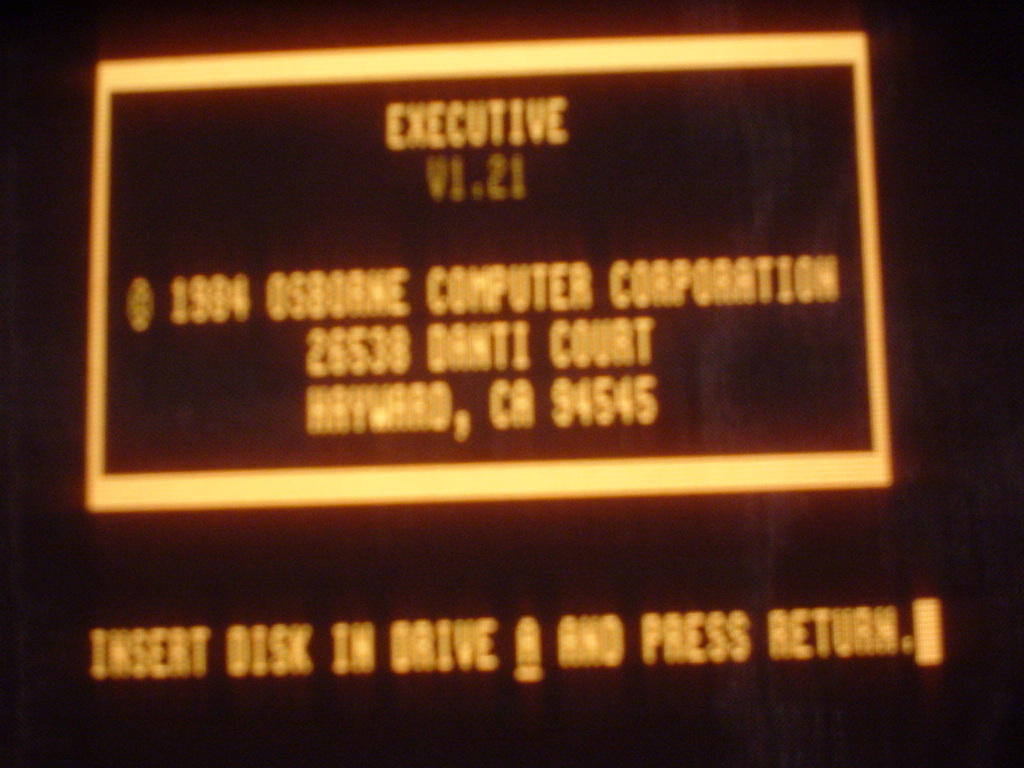 EXECUTIVE
V1.21
© 1984 OSBORNE COMPUTER CORPORATION
26538 DANTI COURT
HAYWARD, CA 94545
INSERT DISK IN DRIVE A AND PRESS RETURN.